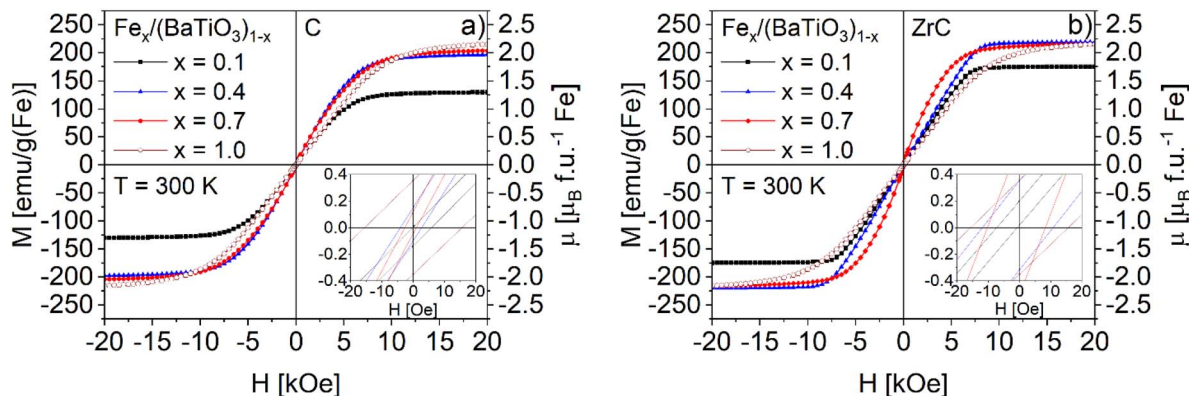 Fe_x/(BaTiO_3)_{1-x}
C
a)
x = 0.1
x = 0.4
x = 0.7
x = 1.0
T = 300 K
M [emu/g(Fe)]
250
200
150
100
50
0
-50
-100
-150
-200
-250
μ [μ_B f.u.^{-1} Fe]
2.5
2.0
1.5
1.0
0.5
0.0
-0.5
-1.0
-1.5
-2.0
-2.5
0.4
0.2
0.0
-0.2
-0.4
-20 -10 0 10 20
H [Oe]
-20 -15 -10 -5 0 5 10 15 20
H [kOe]
Fe_x/(BaTiO_3)_{1-x}
ZrC
b)
x = 0.1
x = 0.4
x = 0.7
x = 1.0
T = 300 K
M [emu/g(Fe)]
250
200
150
100
50
0
-50
-100
-150
-200
-250
μ [μ_B f.u.^{-1} Fe]
2.5
2.0
1.5
1.0
0.5
0.0
-0.5
-1.0
-1.5
-2.0
-2.5
0.4
0.2
0.0
-0.2
-0.4
-20 -10 0 10 20
H [Oe]
-20 -15 -10 -5 0 5 10 15 20
H [kOe]